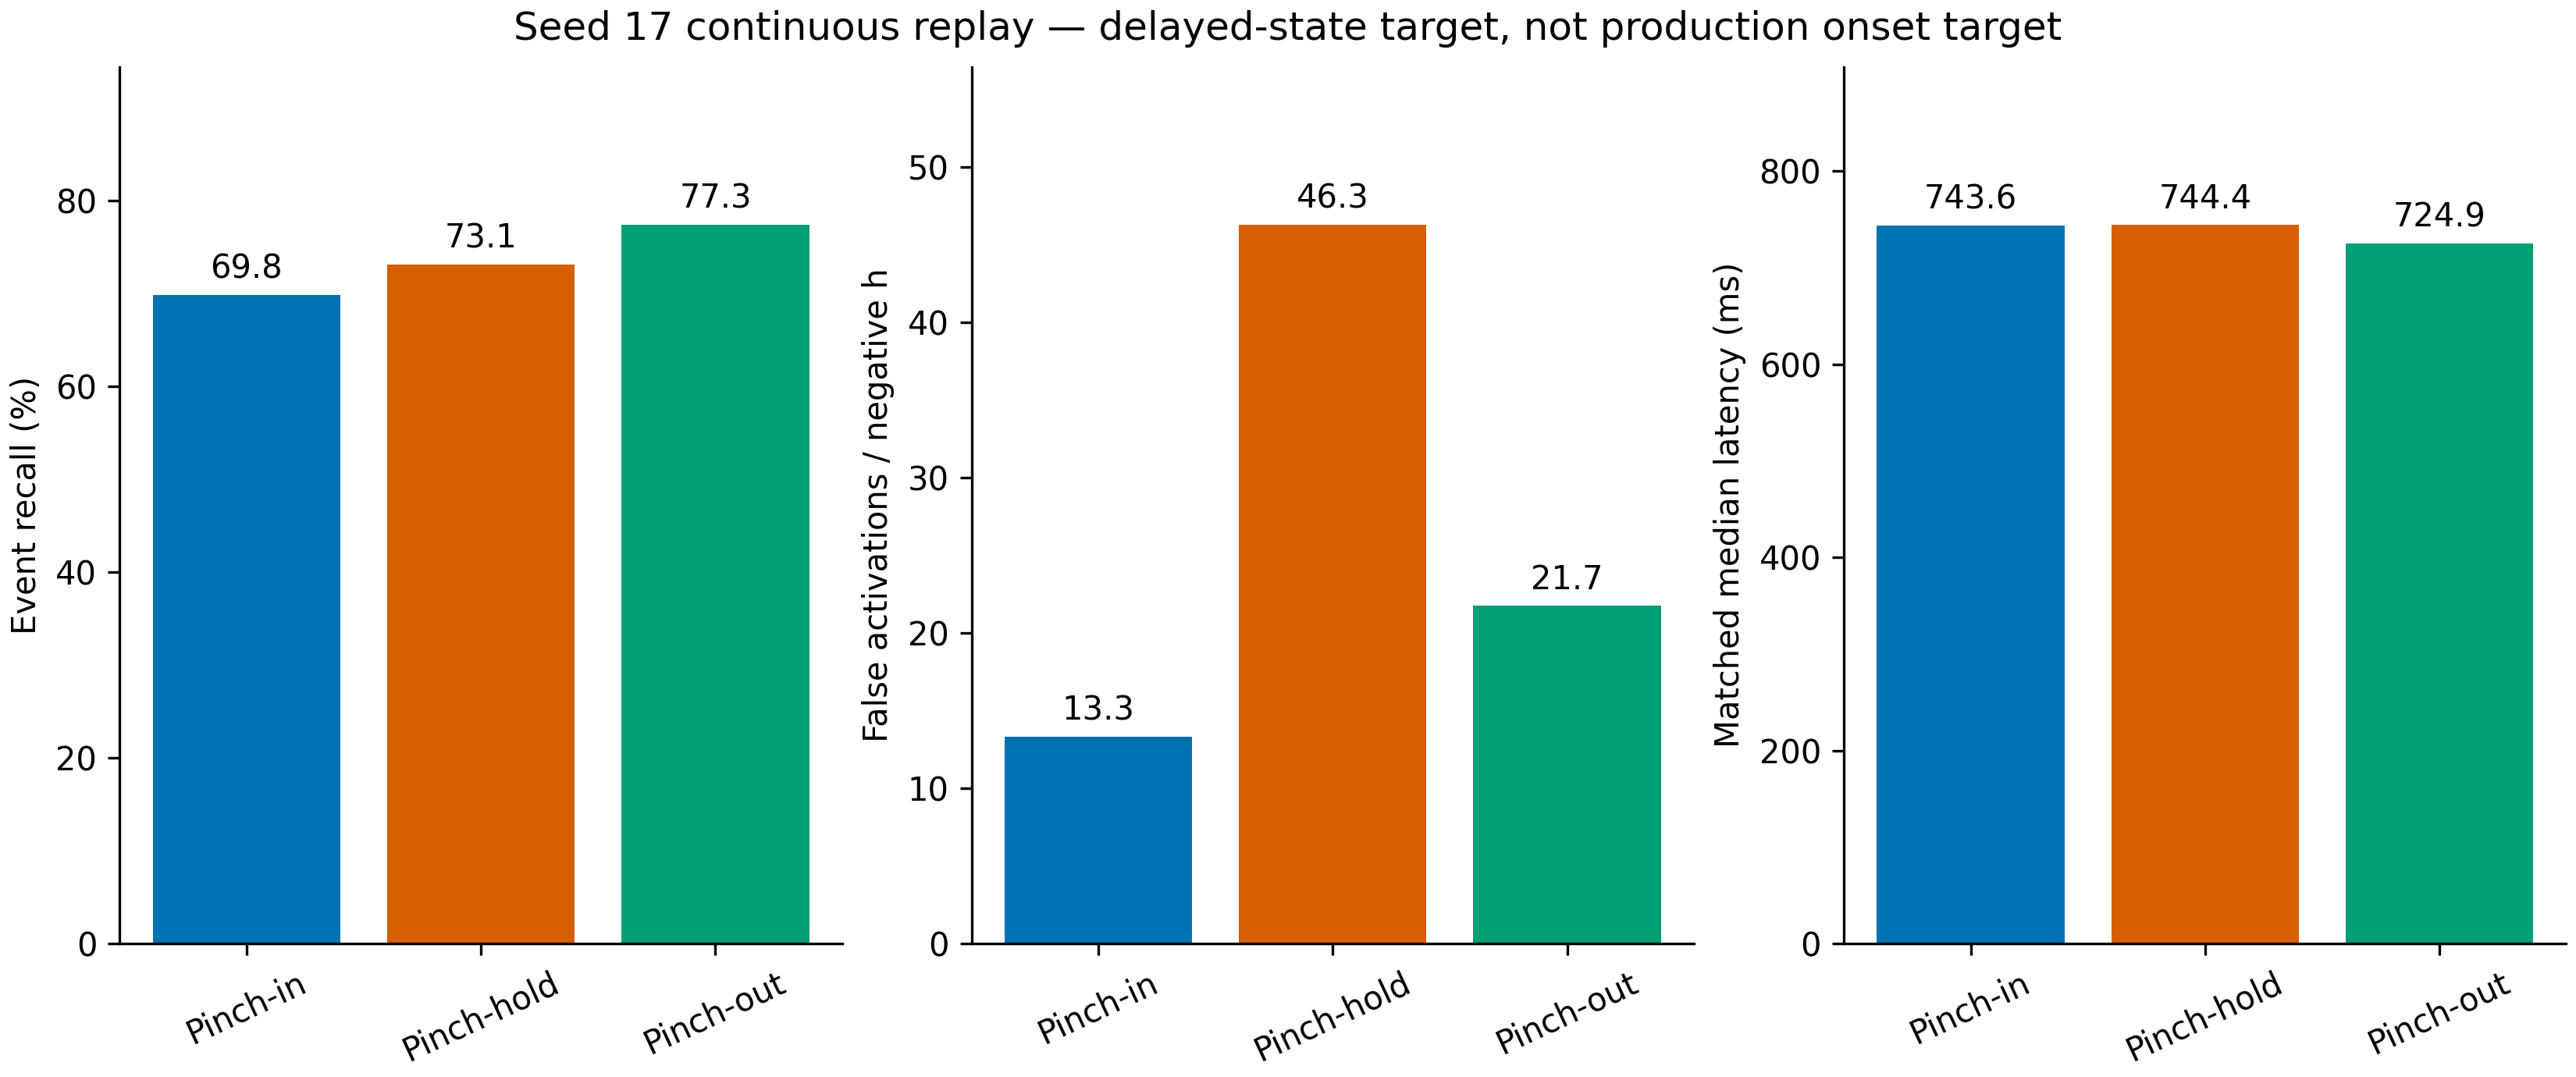 Seed 17 continuous replay — delayed-state target, not production onset target
Event recall (%)
80
60
40
20
0
69.8
73.1
77.3
Pinch-in
Pinch-hold
Pinch-out
False activations / negative h
50
40
30
20
10
0
13.3
46.3
21.7
Pinch-in
Pinch-hold
Pinch-out
Matched median latency (ms)
800
600
400
200
0
743.6
744.4
724.9
Pinch-in
Pinch-hold
Pinch-out